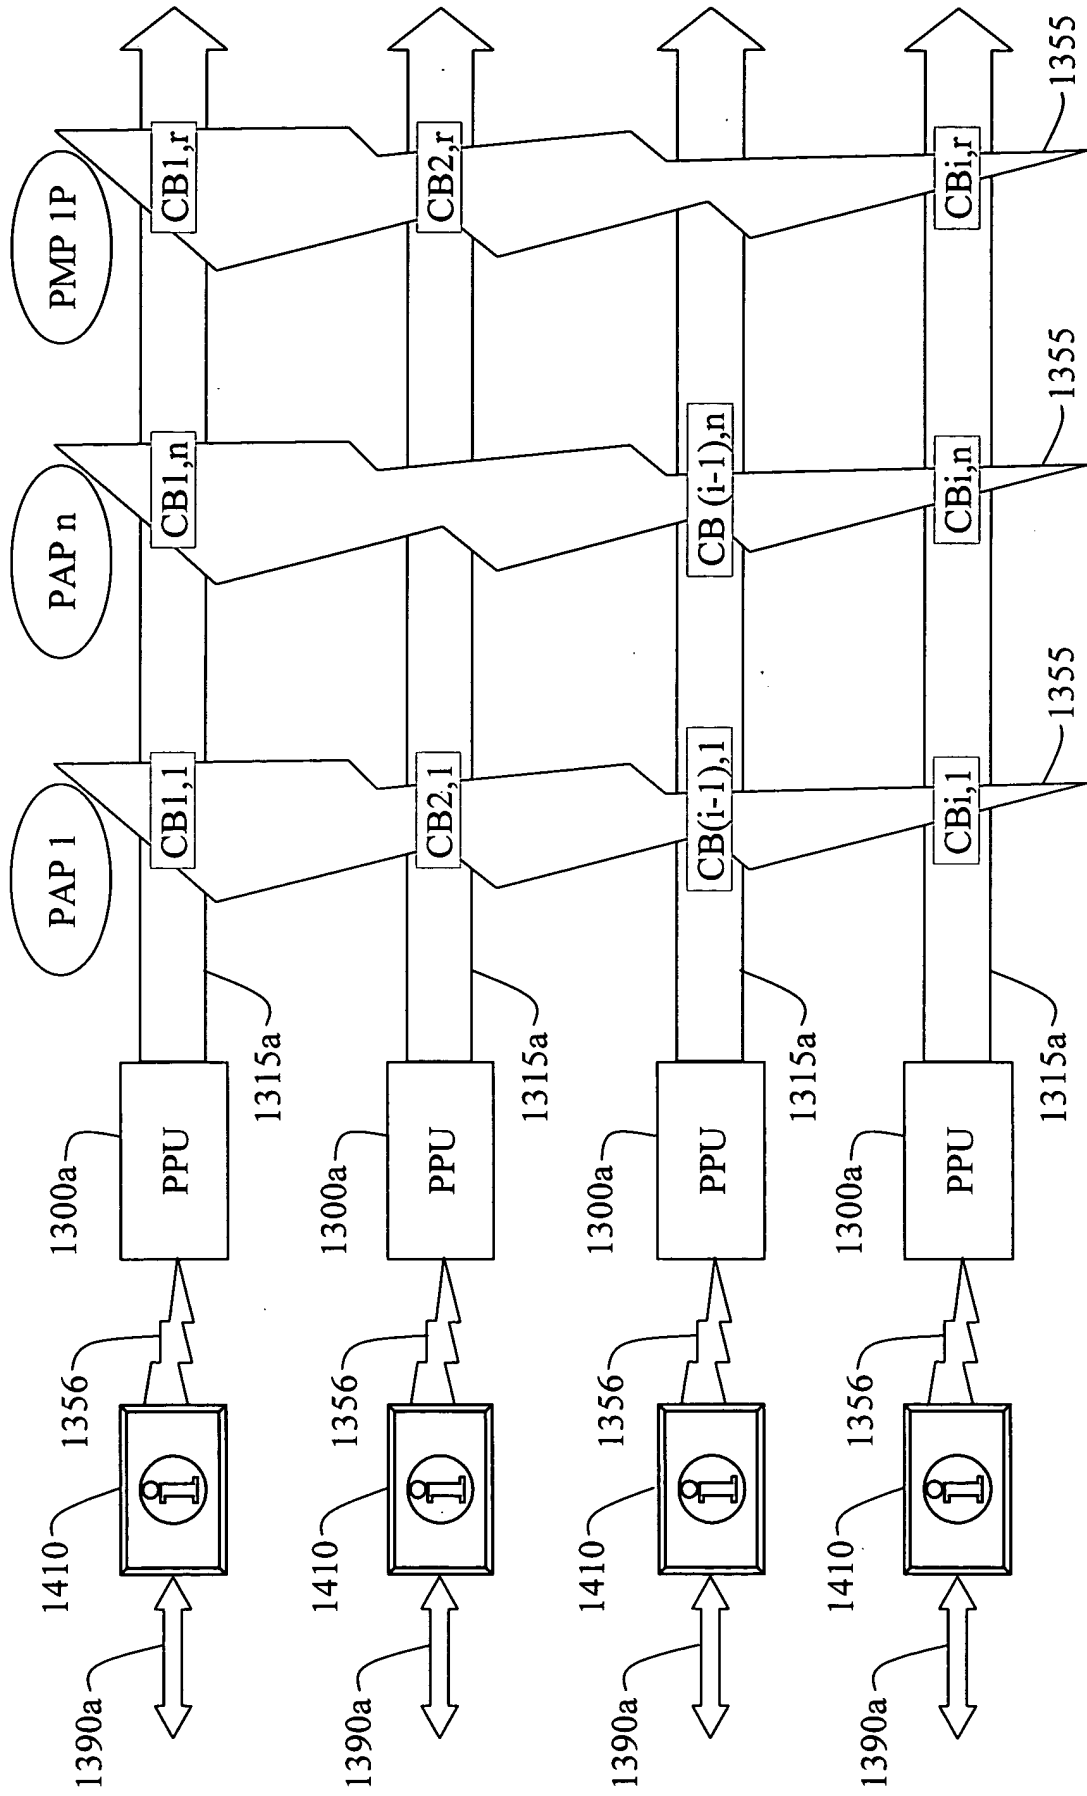 1390a 1410 1356 1300a PAP 1 PAP n PMP 1P
i PPU CB1,1 CB1,n CB1,r
1315a
1390a 1410 1356 1300a
i PPU CB2,1 CB2,r
1315a
1390a 1410 1356 1300a
i PPU CB(i-1),1 CB (i-1),n
1315a
1390a 1410 1356 1300a
i PPU CBi,1 CBi,n CBi,r
1315a 1355 1355 1355